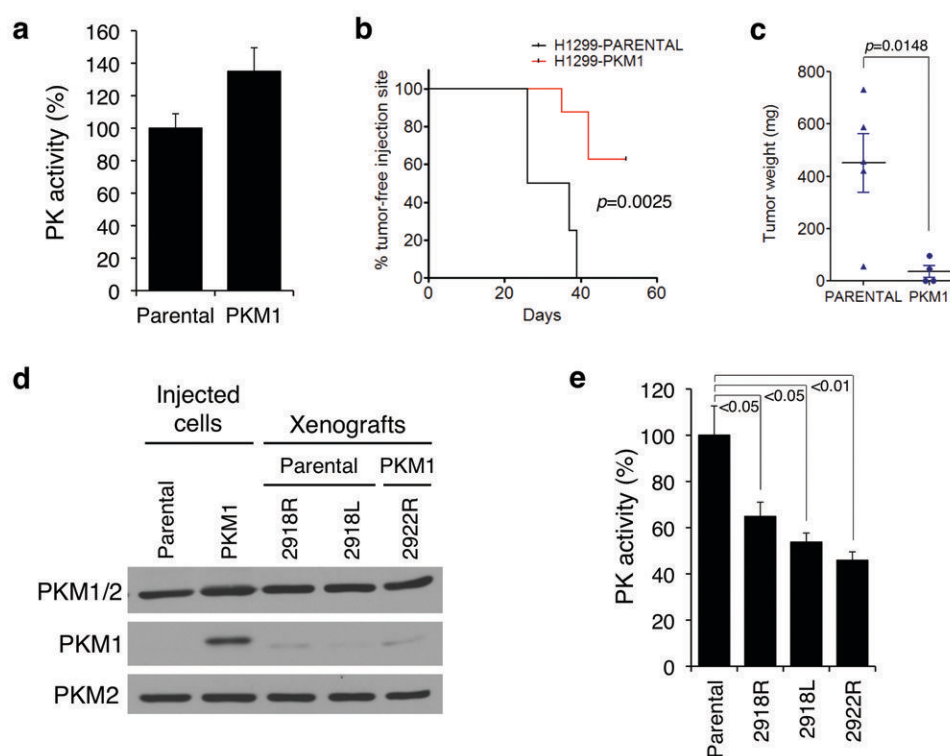 a
PK activity (%)
160
140
120
100
80
60
40
20
0
Parental PKM1
b
H1299-PARENTAL
H1299-PKM1
% tumor-free injection site
100
80
60
40
20
0
p=0.0025
0 20 40 60
Days
c
p=0.0148
Tumor weight (mg)
800
600
400
200
0
PARENTAL PKM1
d
Injected
cells
Xenografts
Parental PKM1
Parental PKM1 2918R 2918L 2922R
PKM1/2
PKM1
PKM2
e
PK activity (%)
120
100
80
60
40
20
0
<0.05 <0.05 <0.01
Parental 2918R 2918L 2922R